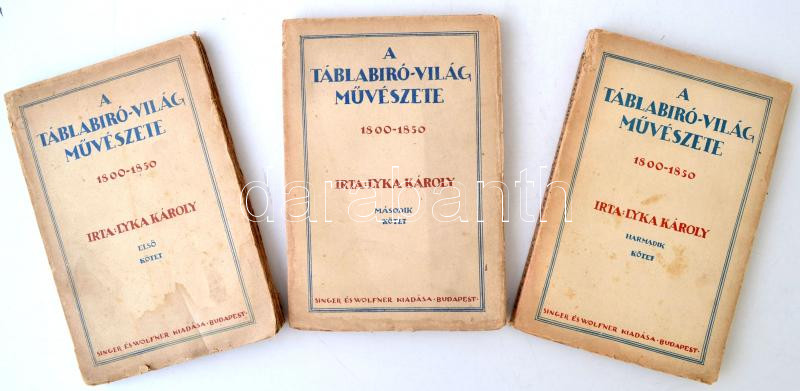 A
TÁBLABIRÓ-VILÁG
MŰVÉSZETE
1800-1850
IRTA: LYKA KÁROLY
ELSŐ
KÖTET
SINGER ÉS WOLFNER KIADÁSA · BUDAPEST ·
A
TÁBLABIRÓ-VILÁG
MŰVÉSZETE
1800-1850
IRTA: LYKA KÁROLY
MÁSODIK
KÖTET
SINGER ÉS WOLFNER KIADÁSA · BUDAPEST ·
A
TÁBLABIRÓ-VILÁG
MŰVÉSZETE
1800-1850
IRTA: LYKA KÁROLY
HARMADIK
KÖTET
SINGER ÉS WOLFNER KIADÁSA · BUDAPEST ·
darabanth